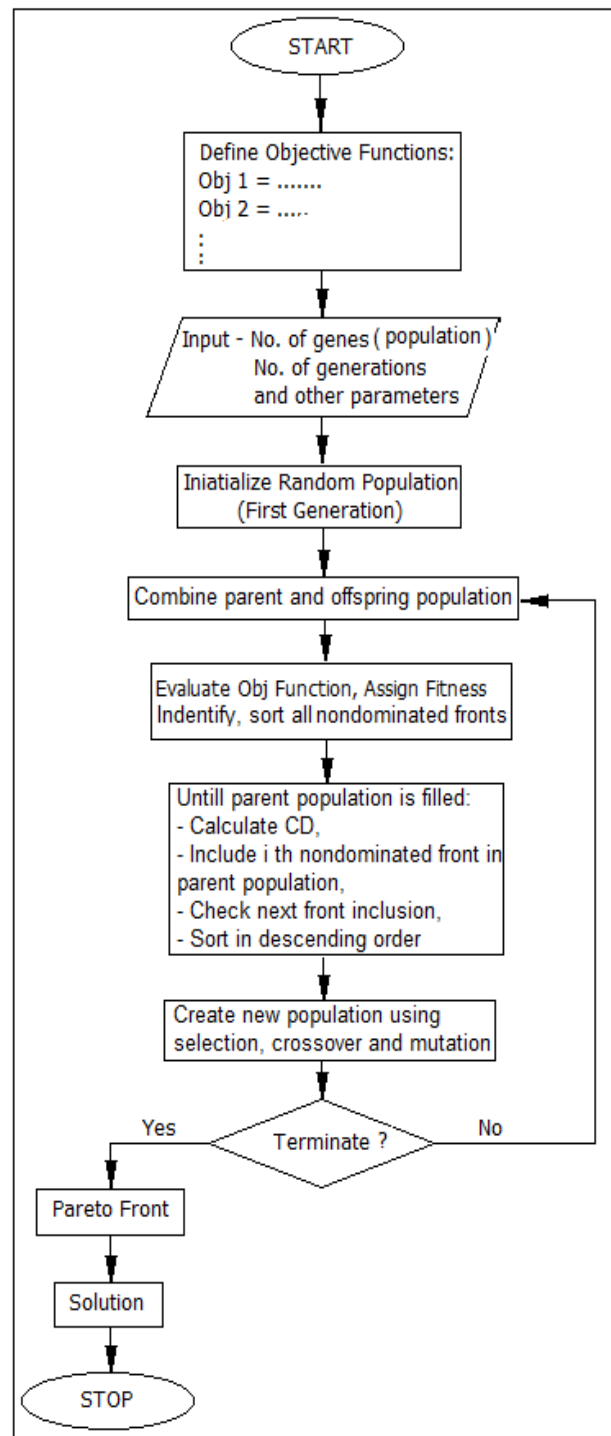 START
Define Objective Functions:
Obj 1 = .......
Obj 2 = .....
⋮
Input - No. of genes ( population )
No. of generations
and other parameters
Iniatialize Random Population
(First Generation)
Combine parent and offspring population
Evaluate Obj Function, Assign Fitness
Indentify, sort all nondominated fronts
Untill parent population is filled:
- Calculate CD,
- Include i th nondominated front in
parent population,
- Check next front inclusion,
- Sort in descending order
Create new population using
selection, crossover and mutation
Yes
Terminate ?
No
Pareto Front
Solution
STOP